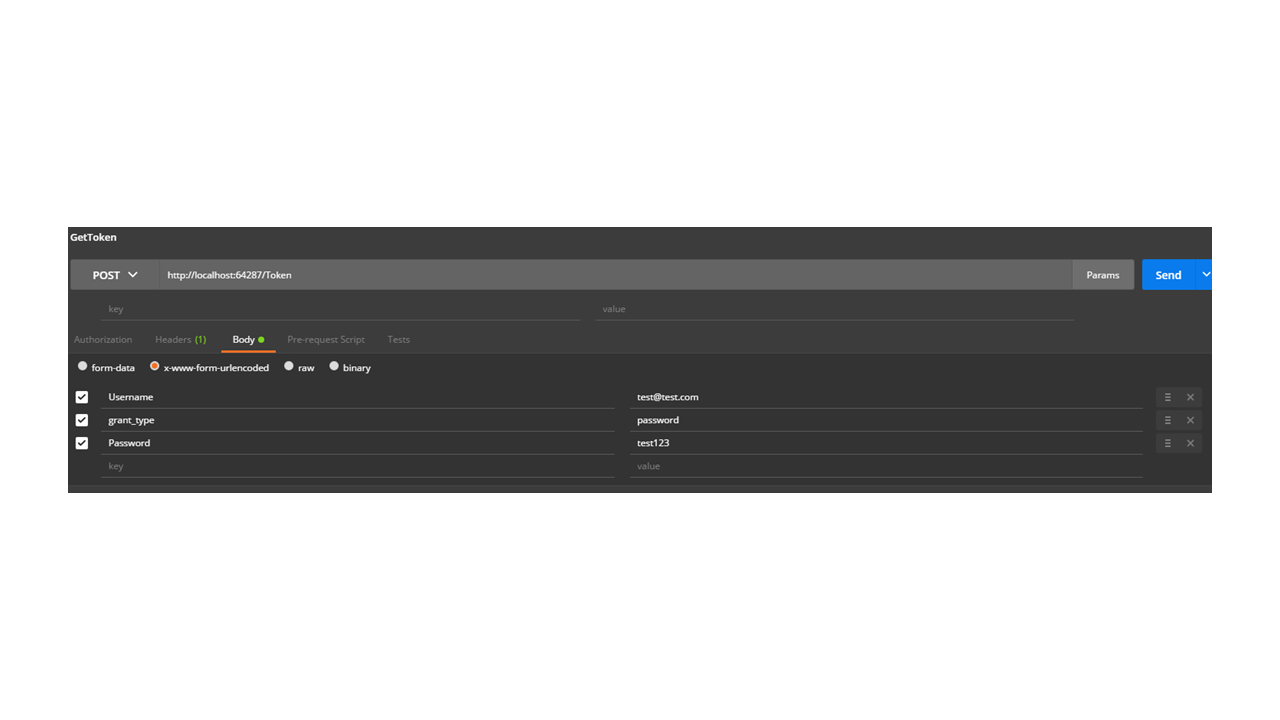 GetToken
POST http://localhost:64287/Token Params Send
key value
Authorization Headers (1) Body Pre-request Script Tests
form-data x-www-form-urlencoded raw binary
Username test@test.com
grant_type password
Password test123
key value